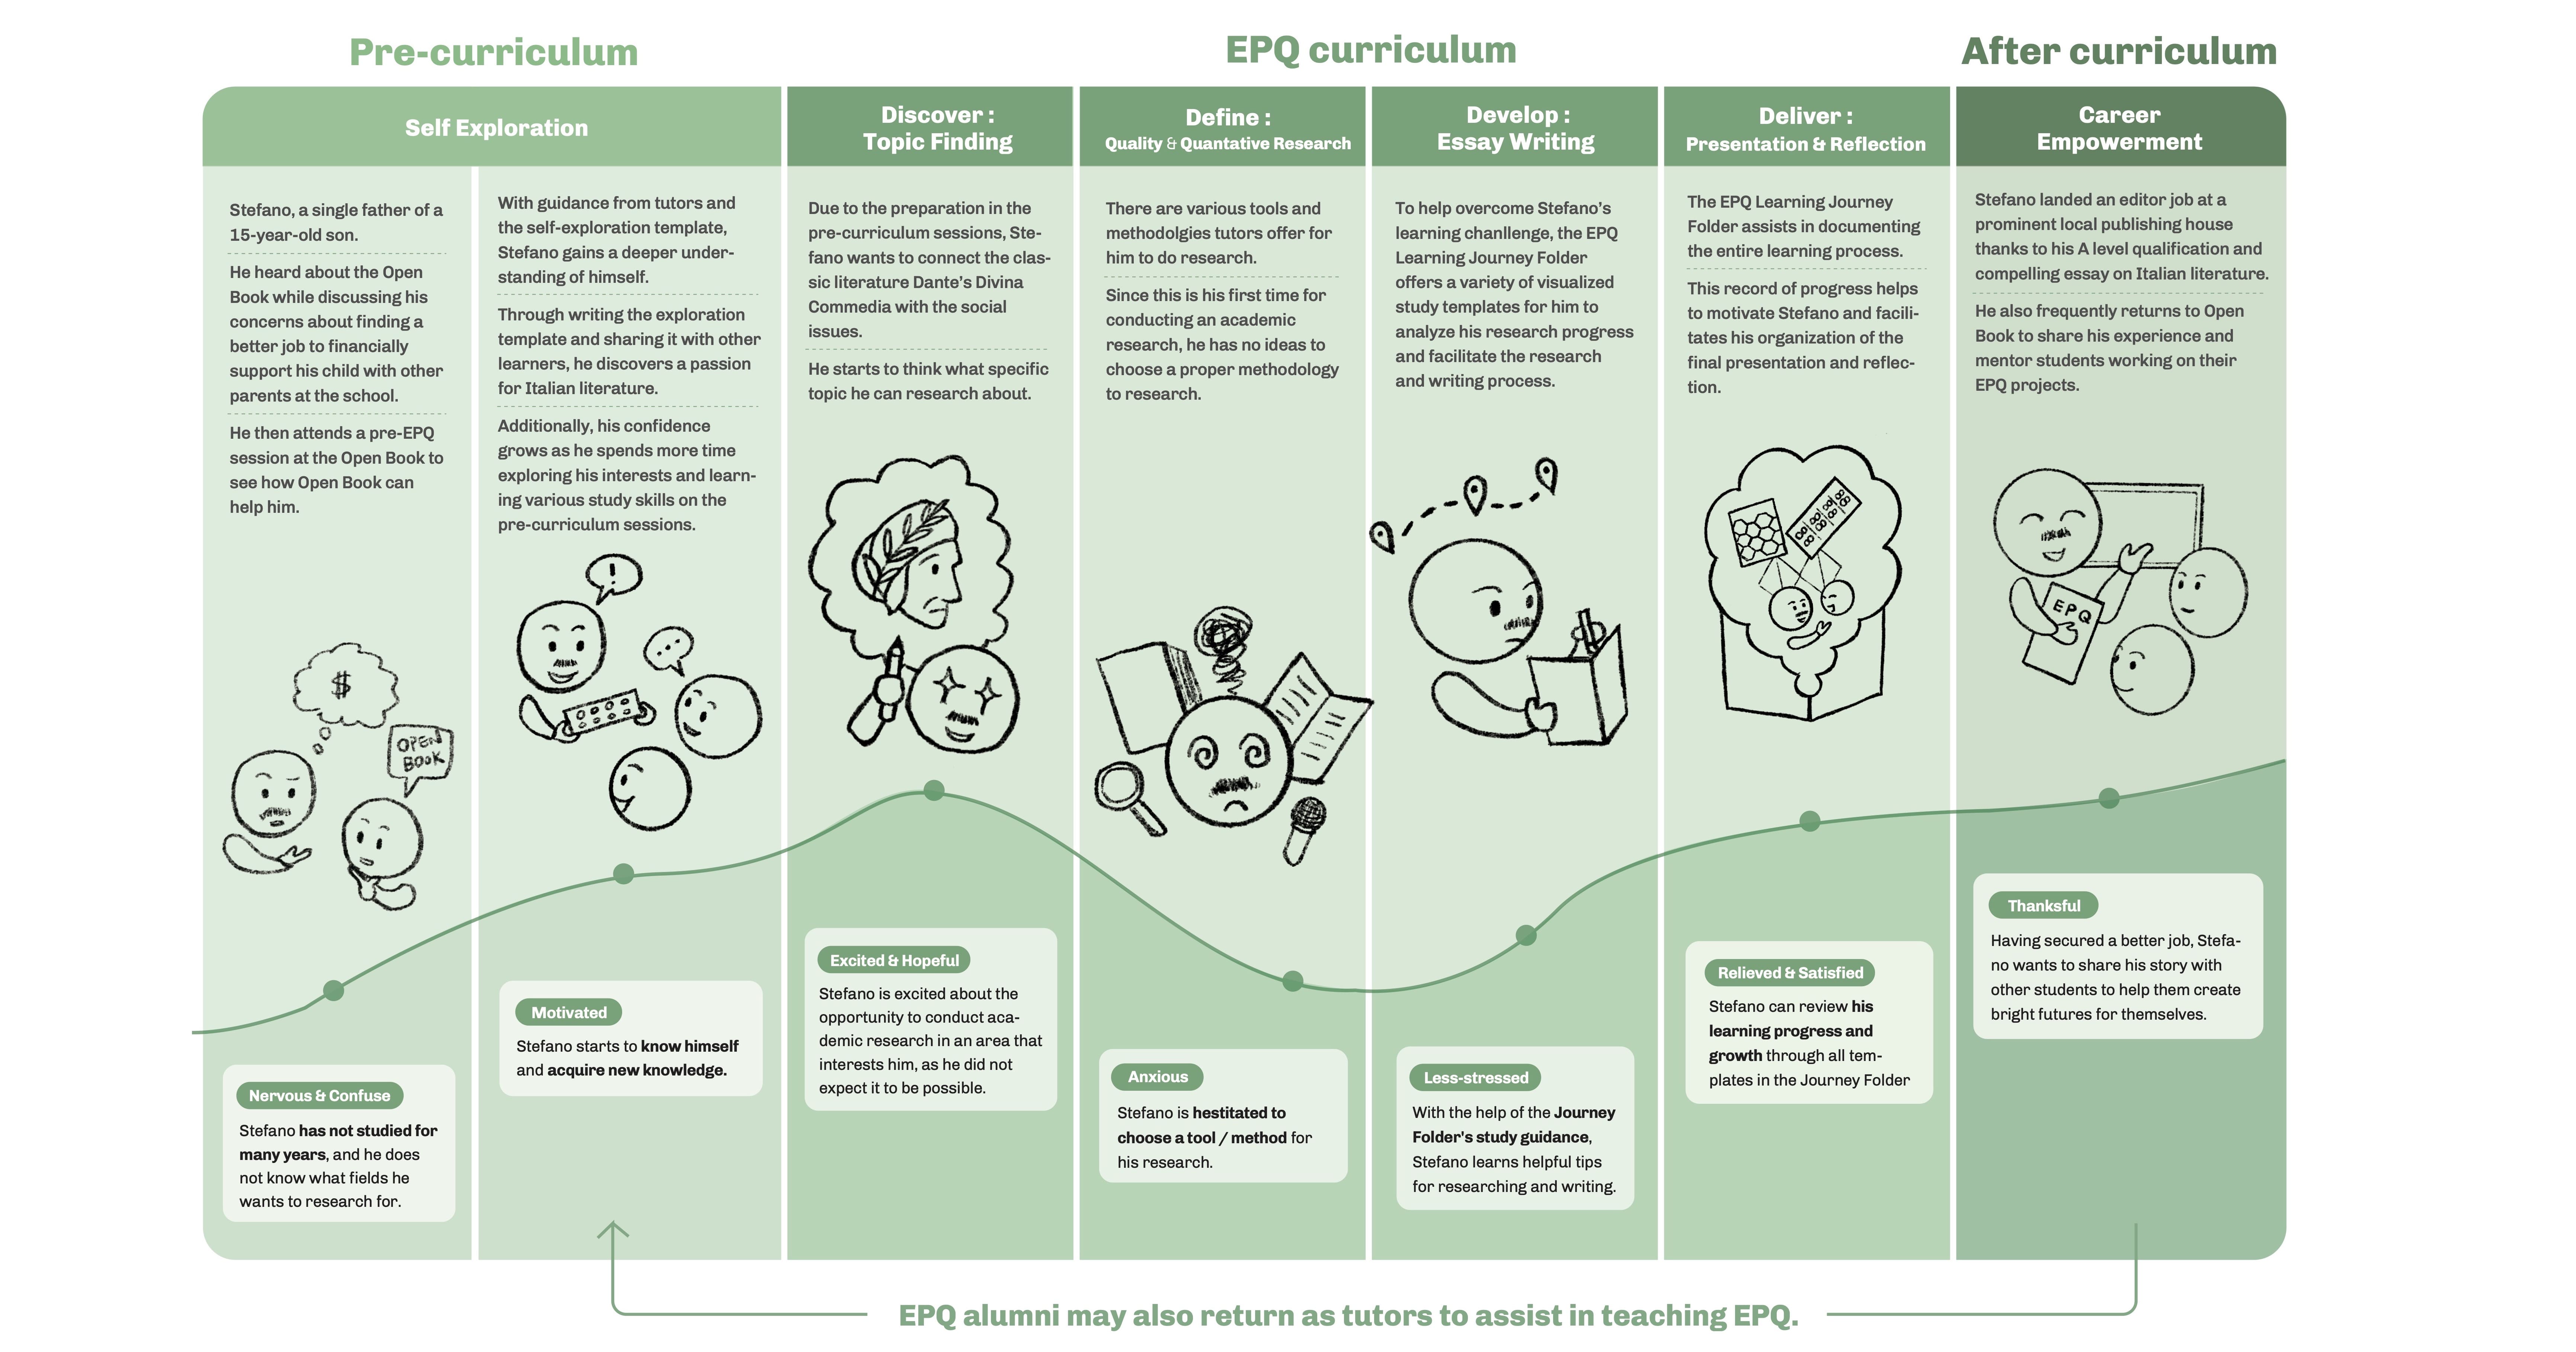 Pre-curriculum
EPQ curriculum
After curriculum
Self Exploration
Discover :
Topic Finding
Define :
Quality & Quantative Research
Develop :
Essay Writing
Deliver :
Presentation & Reflection
Career
Empowerment
Stefano, a single father of a
15-year-old son.
He heard about the Open
Book while discussing his
concerns about finding a
better job to financially
support his child with other
parents at the school.
He then attends a pre-EPQ
session at the Open Book to
see how Open Book can
help him.
$
OPEN
BOOK
Nervous & Confuse
Stefano has not studied for
many years, and he does
not know what fields he
wants to research for.
With guidance from tutors and
the self-exploration template,
Stefano gains a deeper under-
standing of himself.
Through writing the exploration
template and sharing it with other
learners, he discovers a passion
for Italian literature.
Additionally, his confidence
grows as he spends more time
exploring his interests and learn-
ing various study skills on the
pre-curriculum sessions.
!
...
Motivated
Stefano starts to know himself
and acquire new knowledge.
Due to the preparation in the
pre-curriculum sessions, Ste-
fano wants to connect the clas-
sic literature Dante's Divina
Commedia with the social
issues.
He starts to think what specific
topic he can research about.
Excited & Hopeful
Stefano is excited about the
opportunity to conduct aca-
demic research in an area that
interests him, as he did not
expect it to be possible.
There are various tools and
methodolgies tutors offer for
him to do research.
Since this is his first time for
conducting an academic
research, he has no ideas to
choose a proper methodology
to research.
Anxious
Stefano is hestitated to
choose a tool / method for
his research.
To help overcome Stefano's
learning chanllenge, the EPQ
Learning Journey Folder
offers a variety of visualized
study templates for him to
analyze his research progress
and facilitate the research
and writing process.
Less-stressed
With the help of the Journey
Folder's study guidance,
Stefano learns helpful tips
for researching and writing.
The EPQ Learning Journey
Folder assists in documenting
the entire learning process.
This record of progress helps
to motivate Stefano and facili-
tates his organization of the
final presentation and reflec-
tion.
Relieved & Satisfied
Stefano can review his
learning progress and
growth through all tem-
plates in the Journey Folder
Stefano landed an editor job at a
prominent local publishing house
thanks to his A level qualification and
compelling essay on Italian literature.
He also frequently returns to Open
Book to share his experience and
mentor students working on their
EPQ projects.
EPQ
Thanksful
Having secured a better job, Stefa-
no wants to share his story with
other students to help them create
bright futures for themselves.
EPQ alumni may also return as tutors to assist in teaching EPQ.